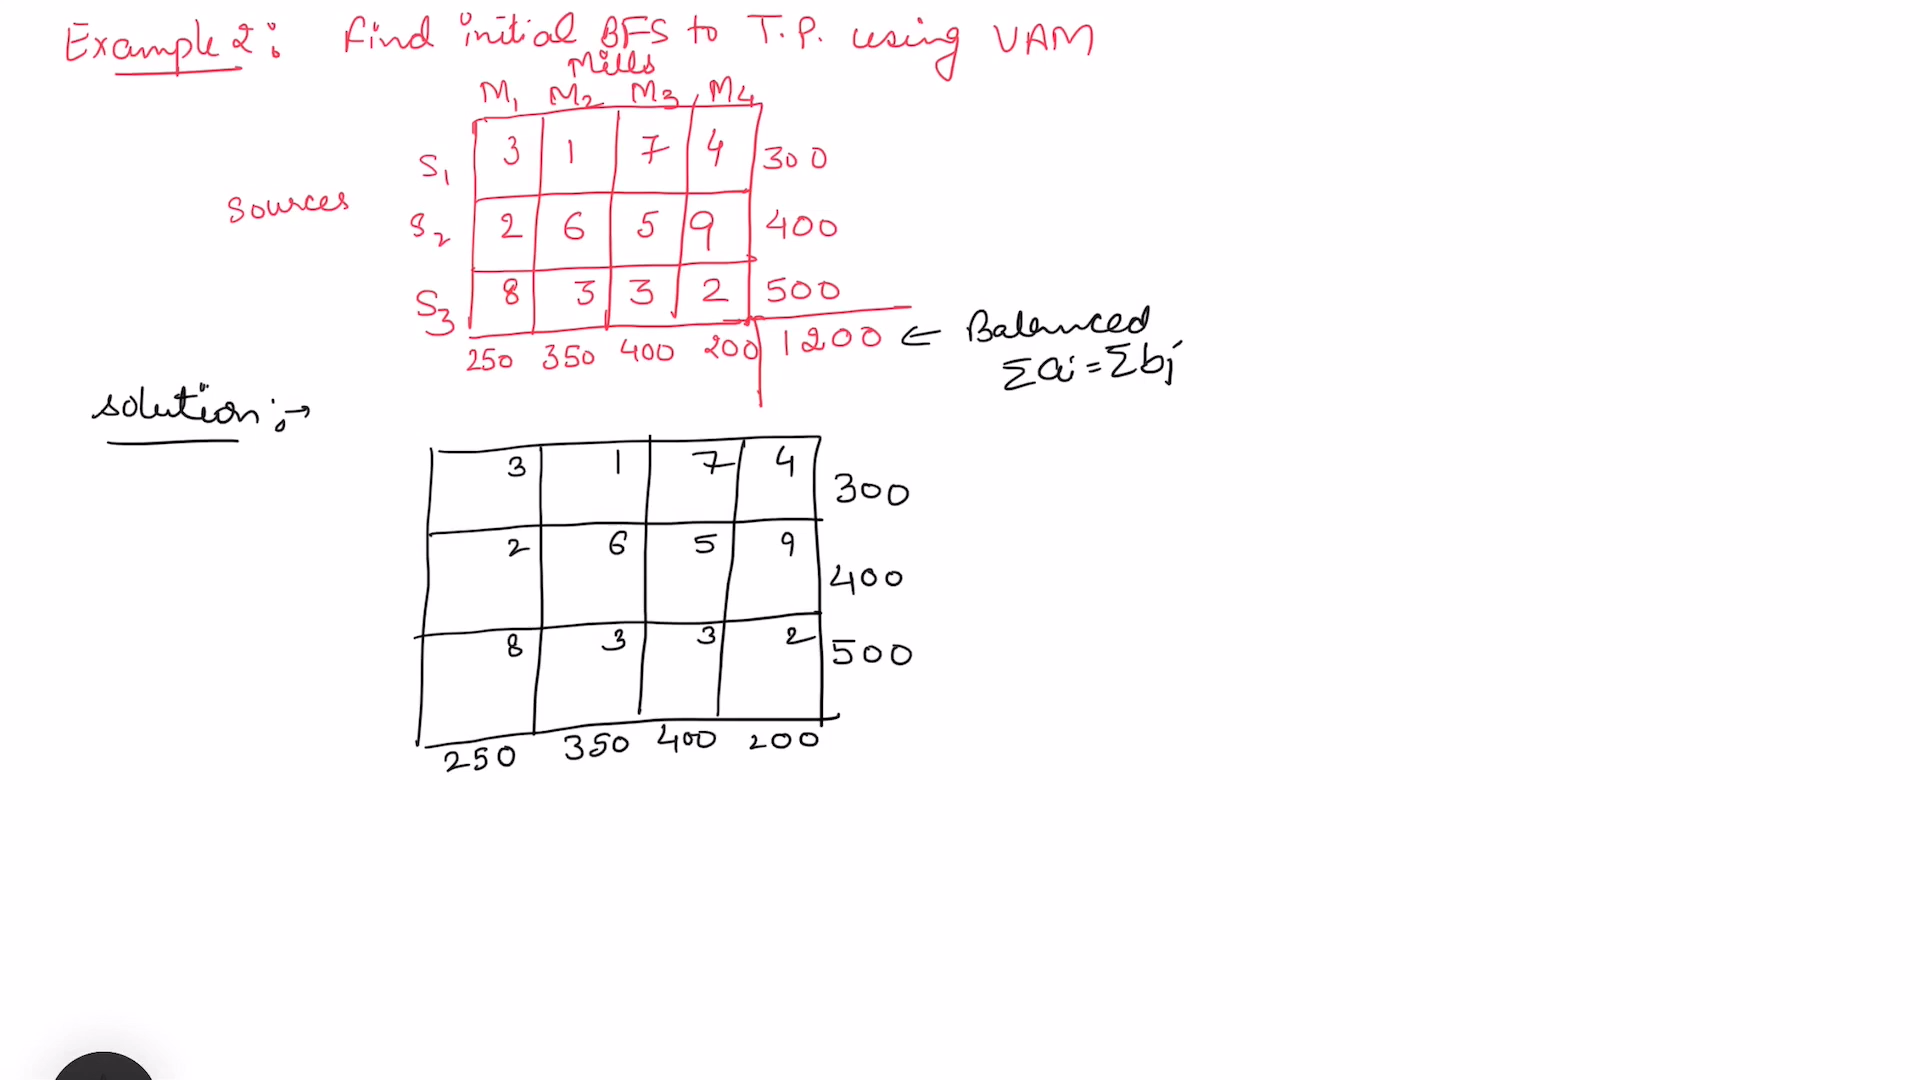 Example 2: Find initial BFS to T.P. using VAM
Mills
M1 M2 M3 M4
S1 3 1 7 4 300
Sources
S2 2 6 5 9 400
S3 8 3 3 2 500
250 350 400 200 1200 ← Balanced
Σai = Σbj
Solution :→
3 1 7 4 300
2 6 5 9 400
8 3 3 2 500
250 350 400 200